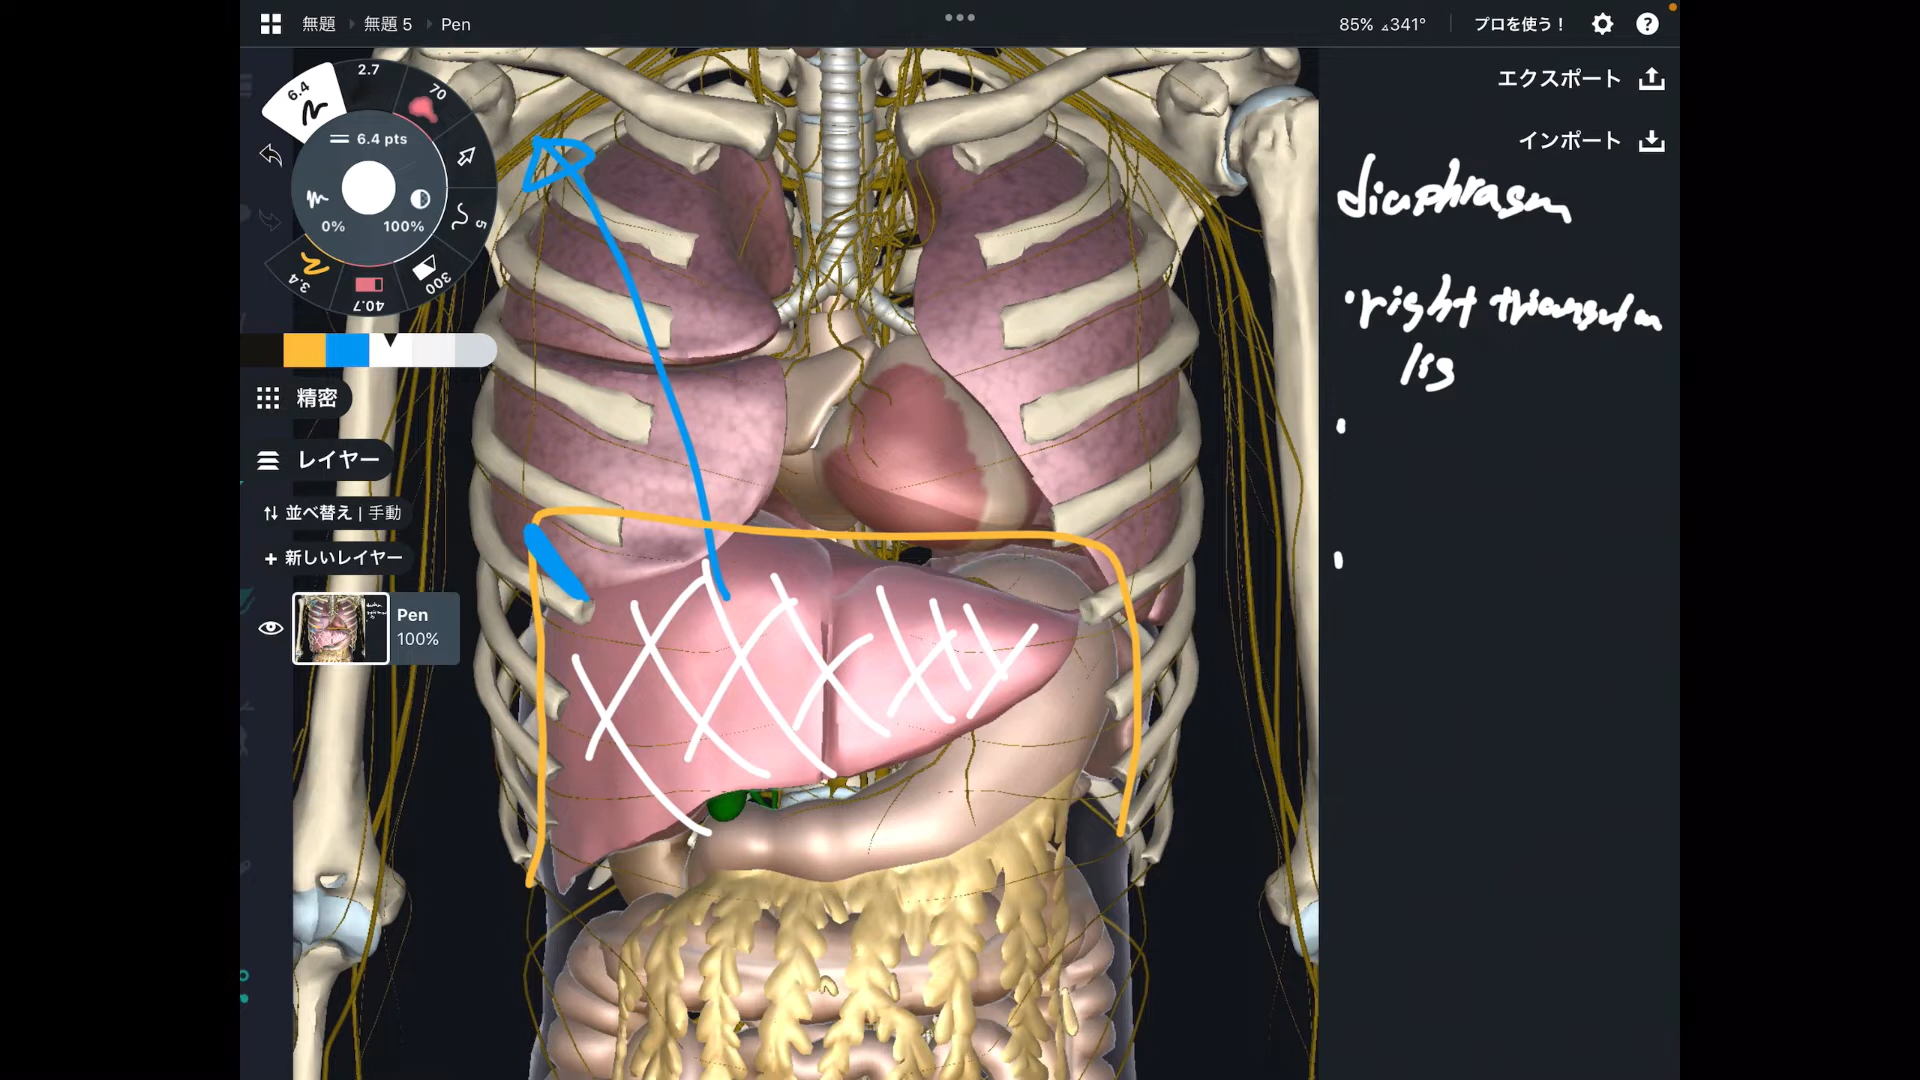 無題 無題 5 Pen
85% ⊿341° プロを使う！
エクスポート
インポート
2.7
6.4
70
6.4 pts
0% 100%
5
3.4
40.7
300
精密
レイヤー
並べ替え | 手動
+ 新しいレイヤー
Pen
100%
diaphragm
・right triangular
lig